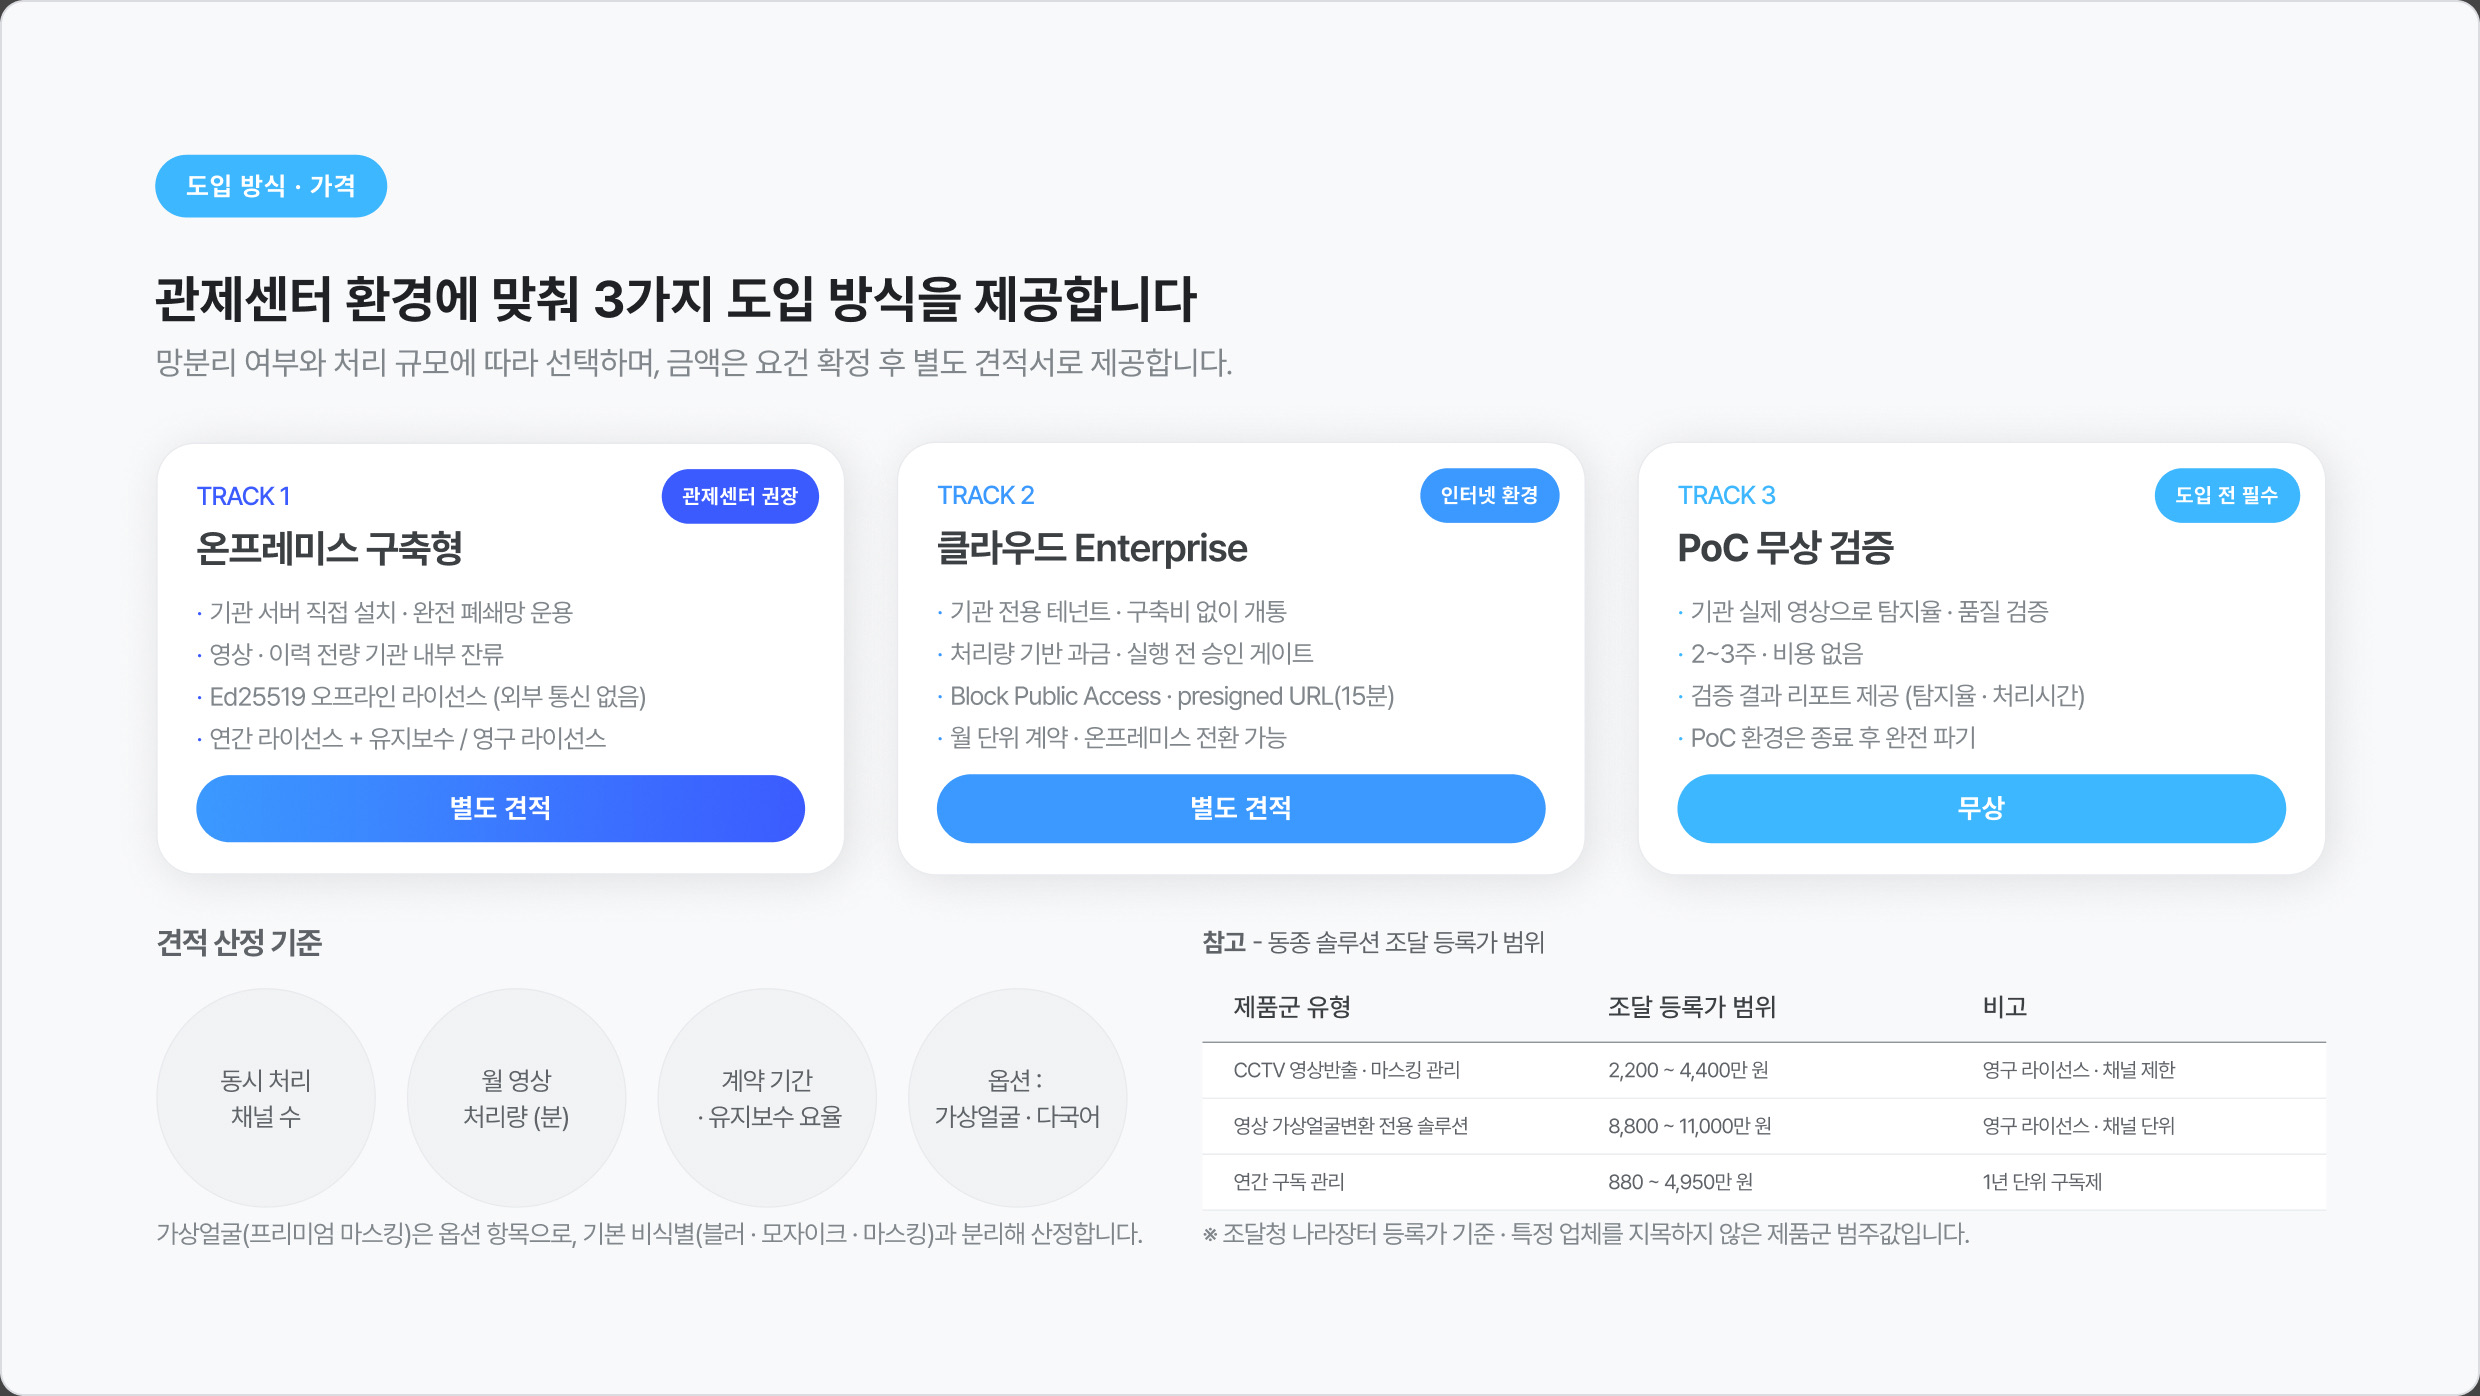 도입 방식 · 가격
관제센터 환경에 맞춰 3가지 도입 방식을 제공합니다
망분리 여부와 처리 규모에 따라 선택하며, 금액은 요건 확정 후 별도 견적서로 제공합니다.
TRACK 1
관제센터 권장
온프레미스 구축형
· 기관 서버 직접 설치 · 완전 폐쇄망 운용
· 영상 · 이력 전량 기관 내부 잔류
· Ed25519 오프라인 라이선스 (외부 통신 없음)
· 연간 라이선스 + 유지보수 / 영구 라이선스
별도 견적
TRACK 2
인터넷 환경
클라우드 Enterprise
· 기관 전용 테넌트 · 구축비 없이 개통
· 처리량 기반 과금 · 실행 전 승인 게이트
· Block Public Access · presigned URL(15분)
· 월 단위 계약 · 온프레미스 전환 가능
별도 견적
TRACK 3
도입 전 필수
PoC 무상 검증
· 기관 실제 영상으로 탐지율 · 품질 검증
· 2~3주 · 비용 없음
· 검증 결과 리포트 제공 (탐지율 · 처리시간)
· PoC 환경은 종료 후 완전 파기
무상
견적 산정 기준
동시 처리
채널 수
월 영상
처리량 (분)
계약 기간
· 유지보수 요율
옵션 :
가상얼굴 · 다국어
가상얼굴(프리미엄 마스킹)은 옵션 항목으로, 기본 비식별(블러 · 모자이크 · 마스킹)과 분리해 산정합니다.
참고 - 동종 솔루션 조달 등록가 범위
제품군 유형 조달 등록가 범위 비고
CCTV 영상반출 · 마스킹 관리 2,200 ~ 4,400만 원 영구 라이선스 · 채널 제한
영상 가상얼굴변환 전용 솔루션 8,800 ~ 11,000만 원 영구 라이선스 · 채널 단위
연간 구독 관리 880 ~ 4,950만 원 1년 단위 구독제
※ 조달청 나라장터 등록가 기준 · 특정 업체를 지목하지 않은 제품군 범주값입니다.